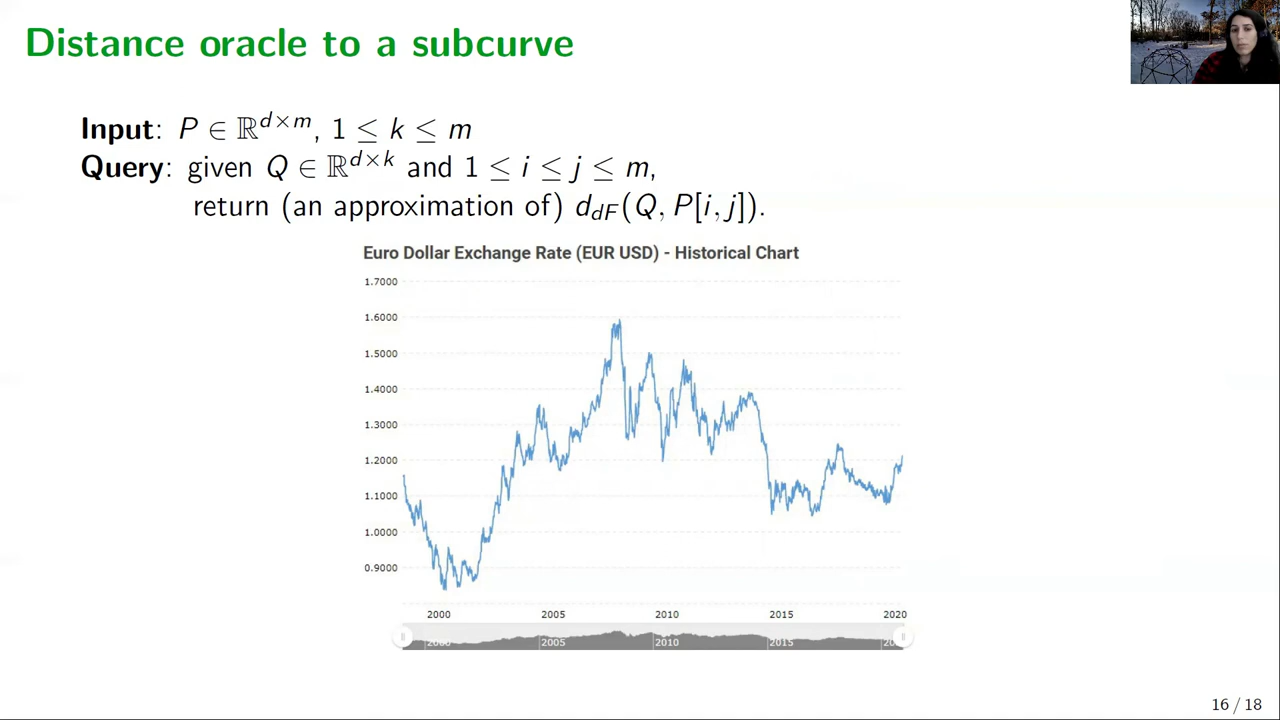 Distance oracle to a subcurve
Input: P ∈ ℝ^{d×m}, 1 ≤ k ≤ m
Query: given Q ∈ ℝ^{d×k} and 1 ≤ i ≤ j ≤ m,
return (an approximation of) d_{dF}(Q, P[i, j]).
Euro Dollar Exchange Rate (EUR USD) - Historical Chart
1.7000
1.6000
1.5000
1.4000
1.3000
1.2000
1.1000
1.0000
0.9000
2000 2005 2010 2015 2020
2005 2010 2015
16 / 18